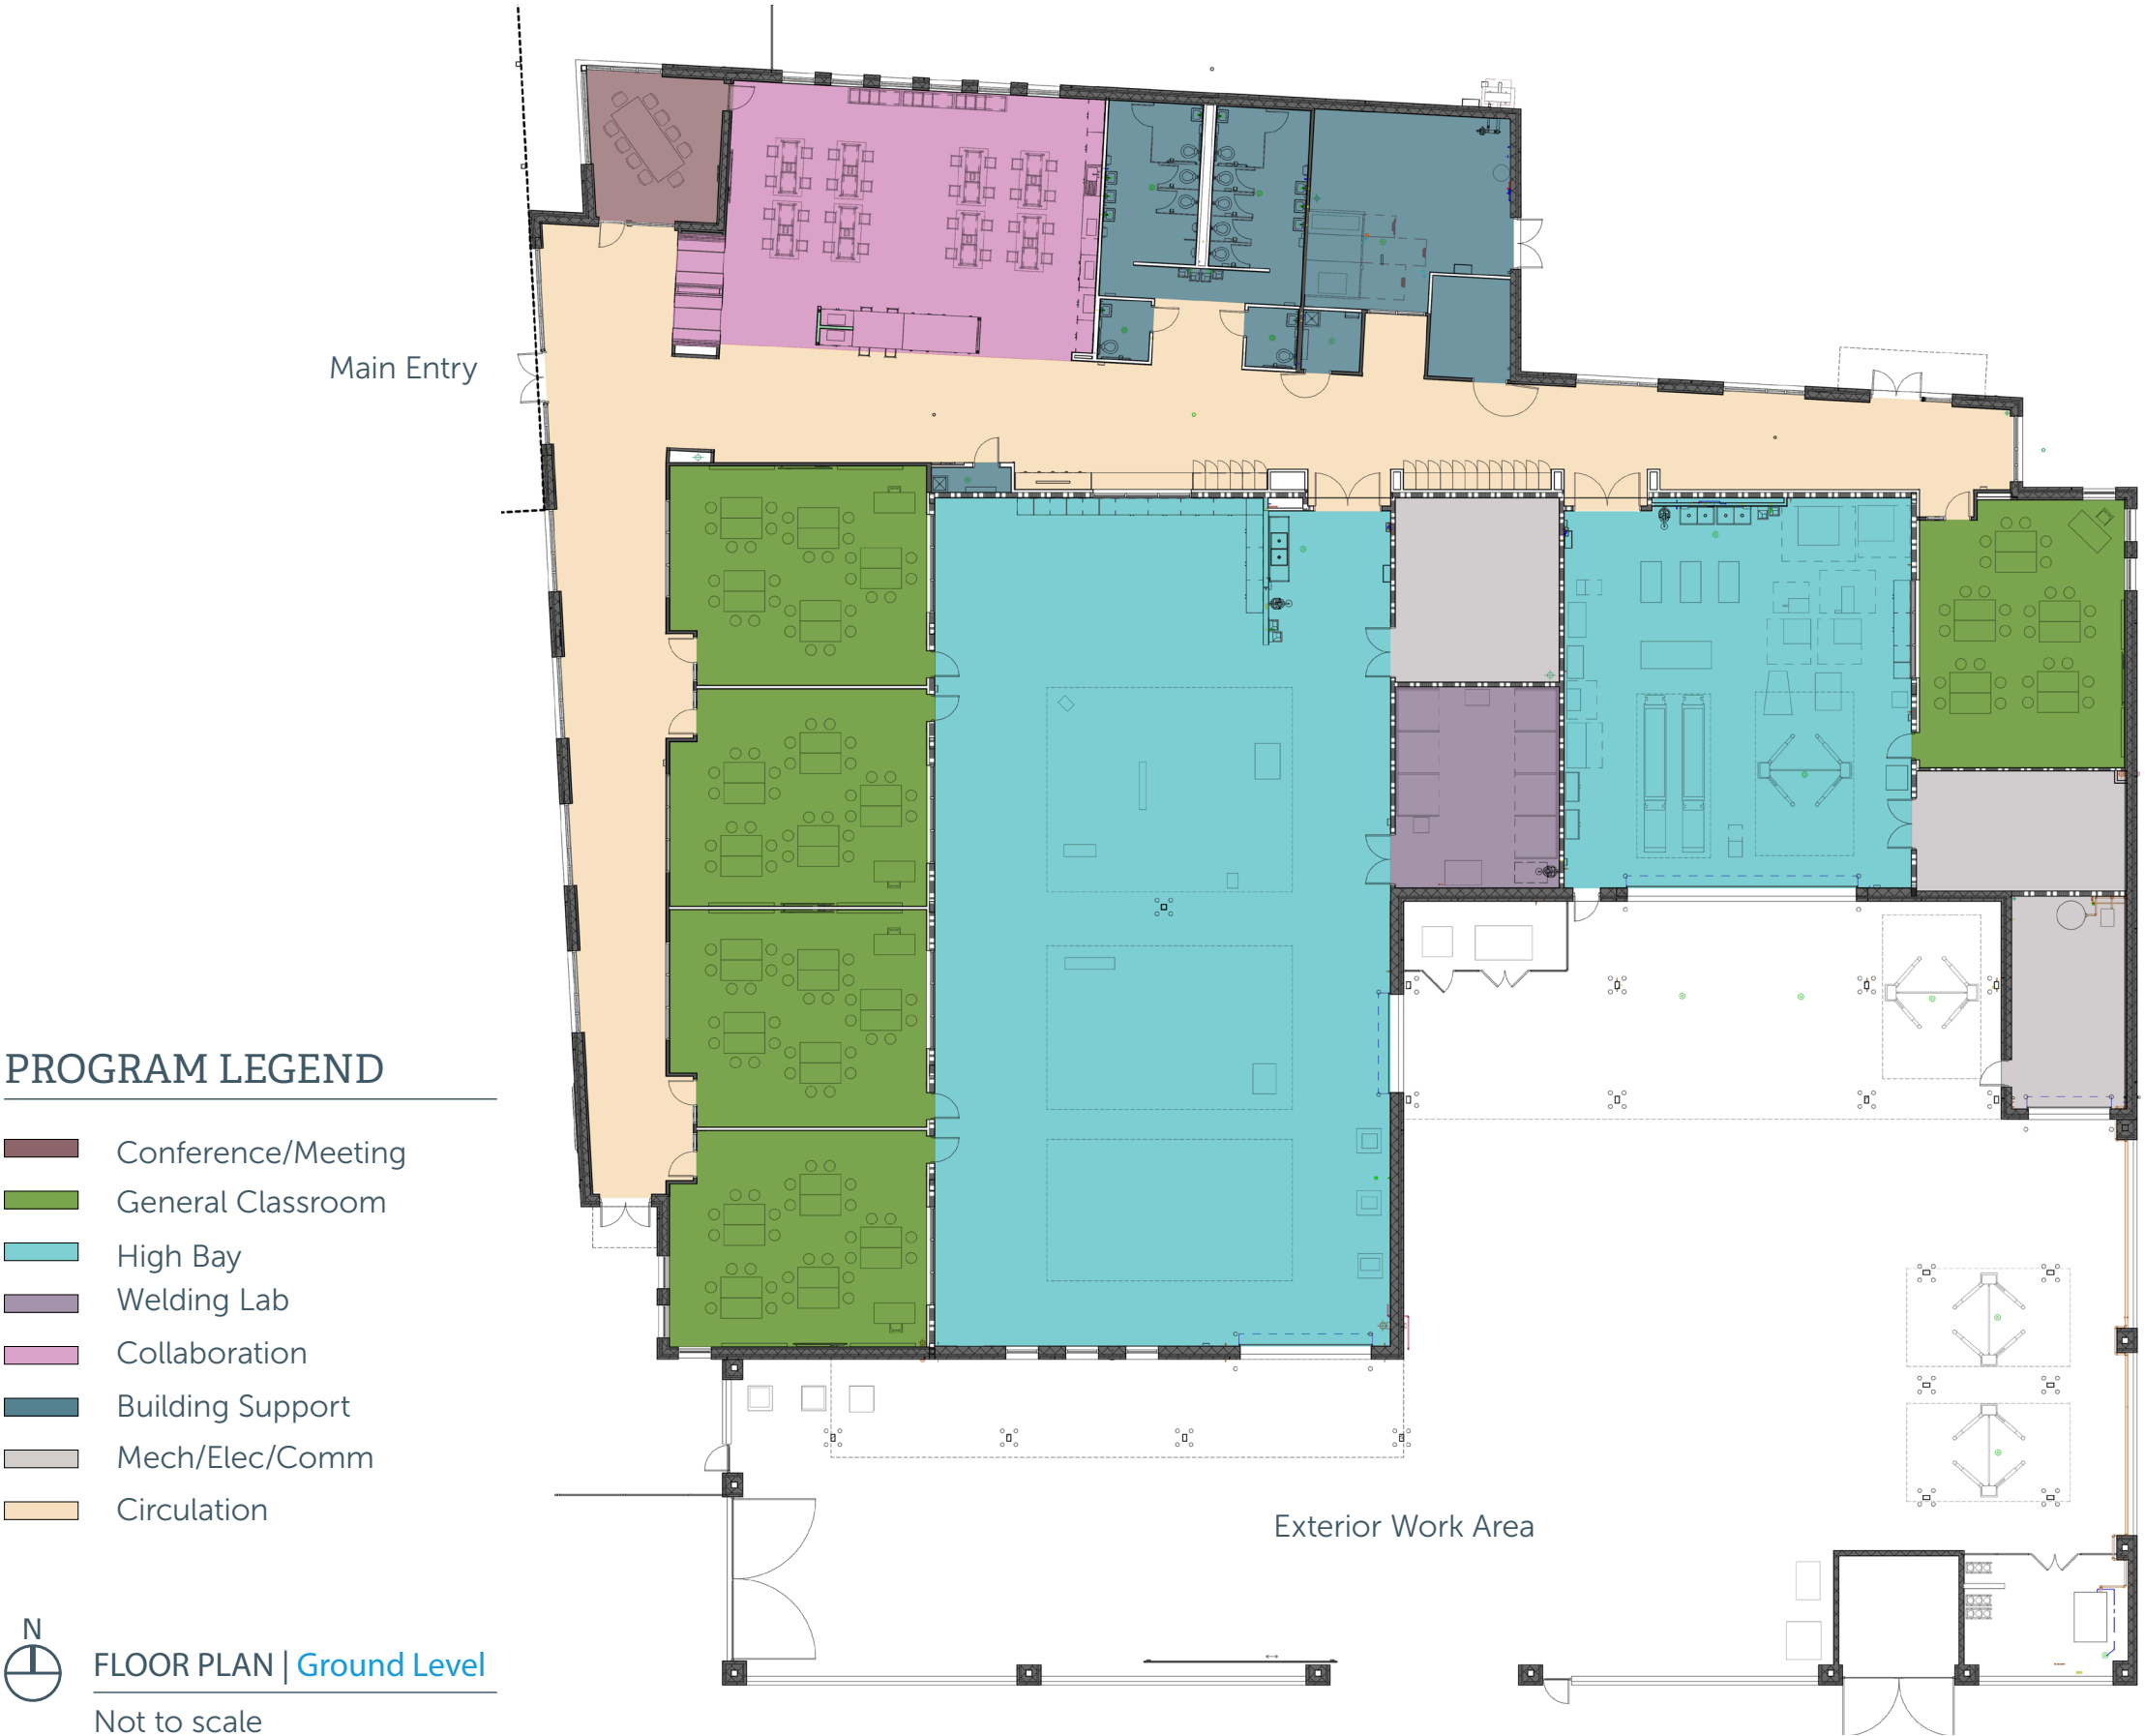 Main Entry
PROGRAM LEGEND
Conference/Meeting
General Classroom
High Bay
Welding Lab
Collaboration
Building Support
Mech/Elec/Comm
Circulation
Exterior Work Area
N
FLOOR PLAN | Ground Level
Not to scale